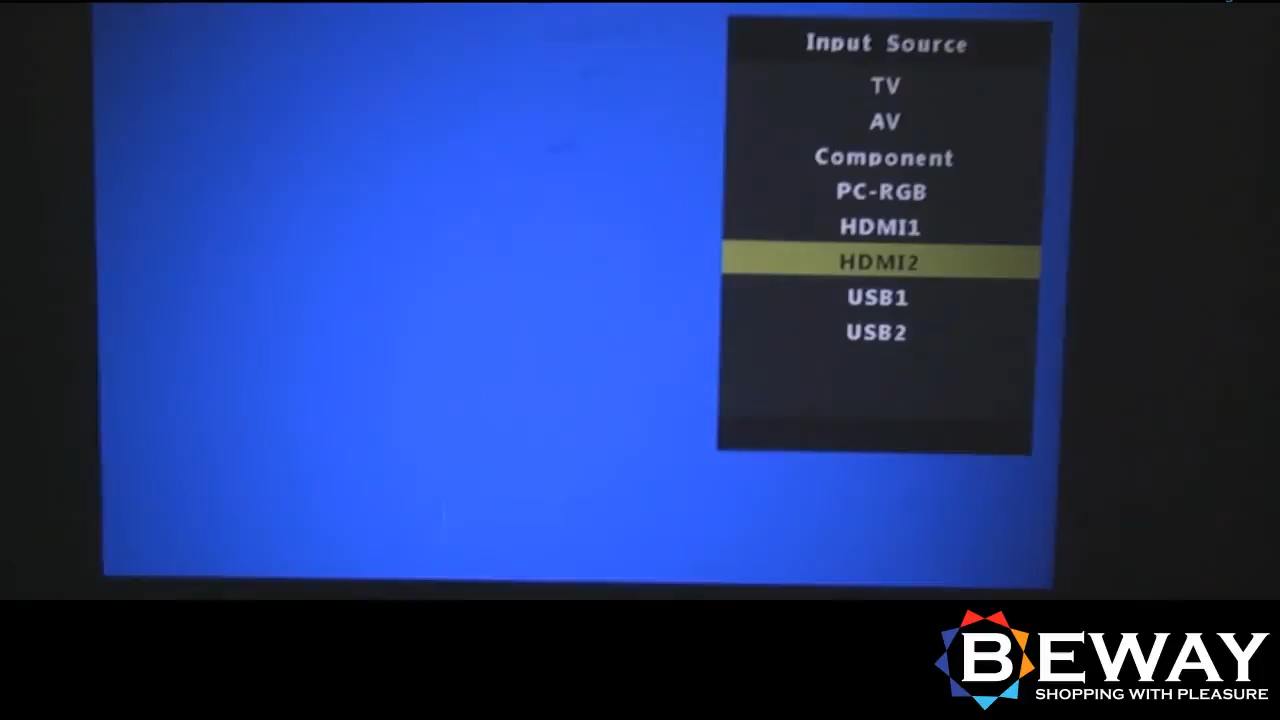 Input Source
TV
AV
Component
PC-RGB
HDMI1
HDMI2
USB1
USB2
BEWAY
SHOPPING WITH PLEASURE